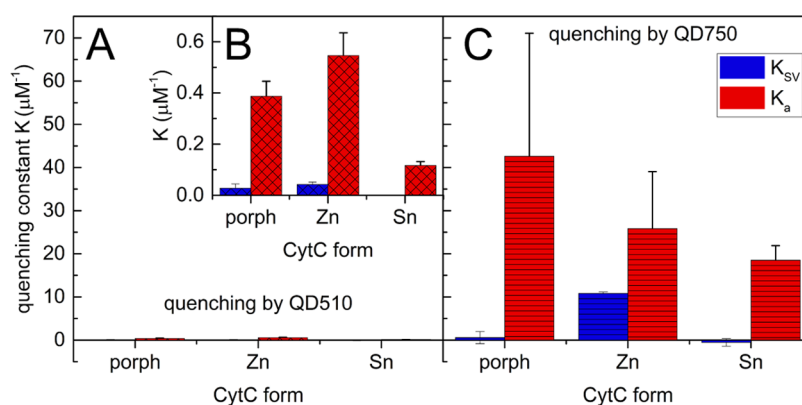 A
B
C
quenching by QD750
K_SV
K_a
quenching constant K (μM⁻¹)
70
60
50
40
30
20
10
0
K (μM⁻¹)
0.6
0.4
0.2
0.0
porph Zn Sn
CytC form
quenching by QD510
porph Zn Sn
CytC form
porph Zn Sn
CytC form